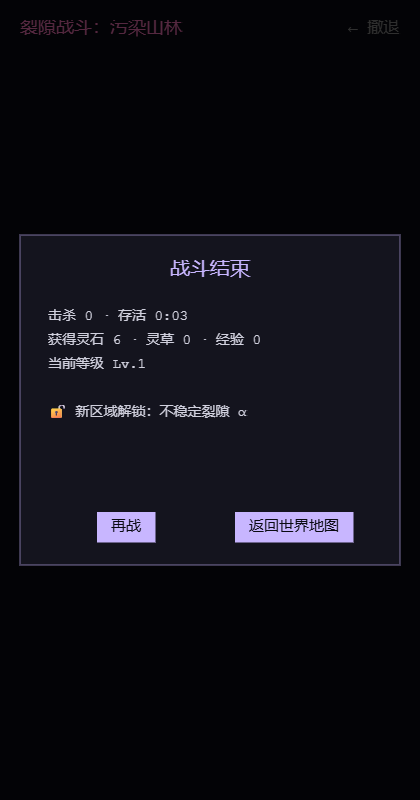 裂隙战斗：污染山林
← 撤退
战斗结束
击杀 0 · 存活 0:03
获得灵石 6 · 灵草 0 · 经验 0
当前等级 Lv.1
🔓 新区域解锁：不稳定裂隙 α
再战
返回世界地图